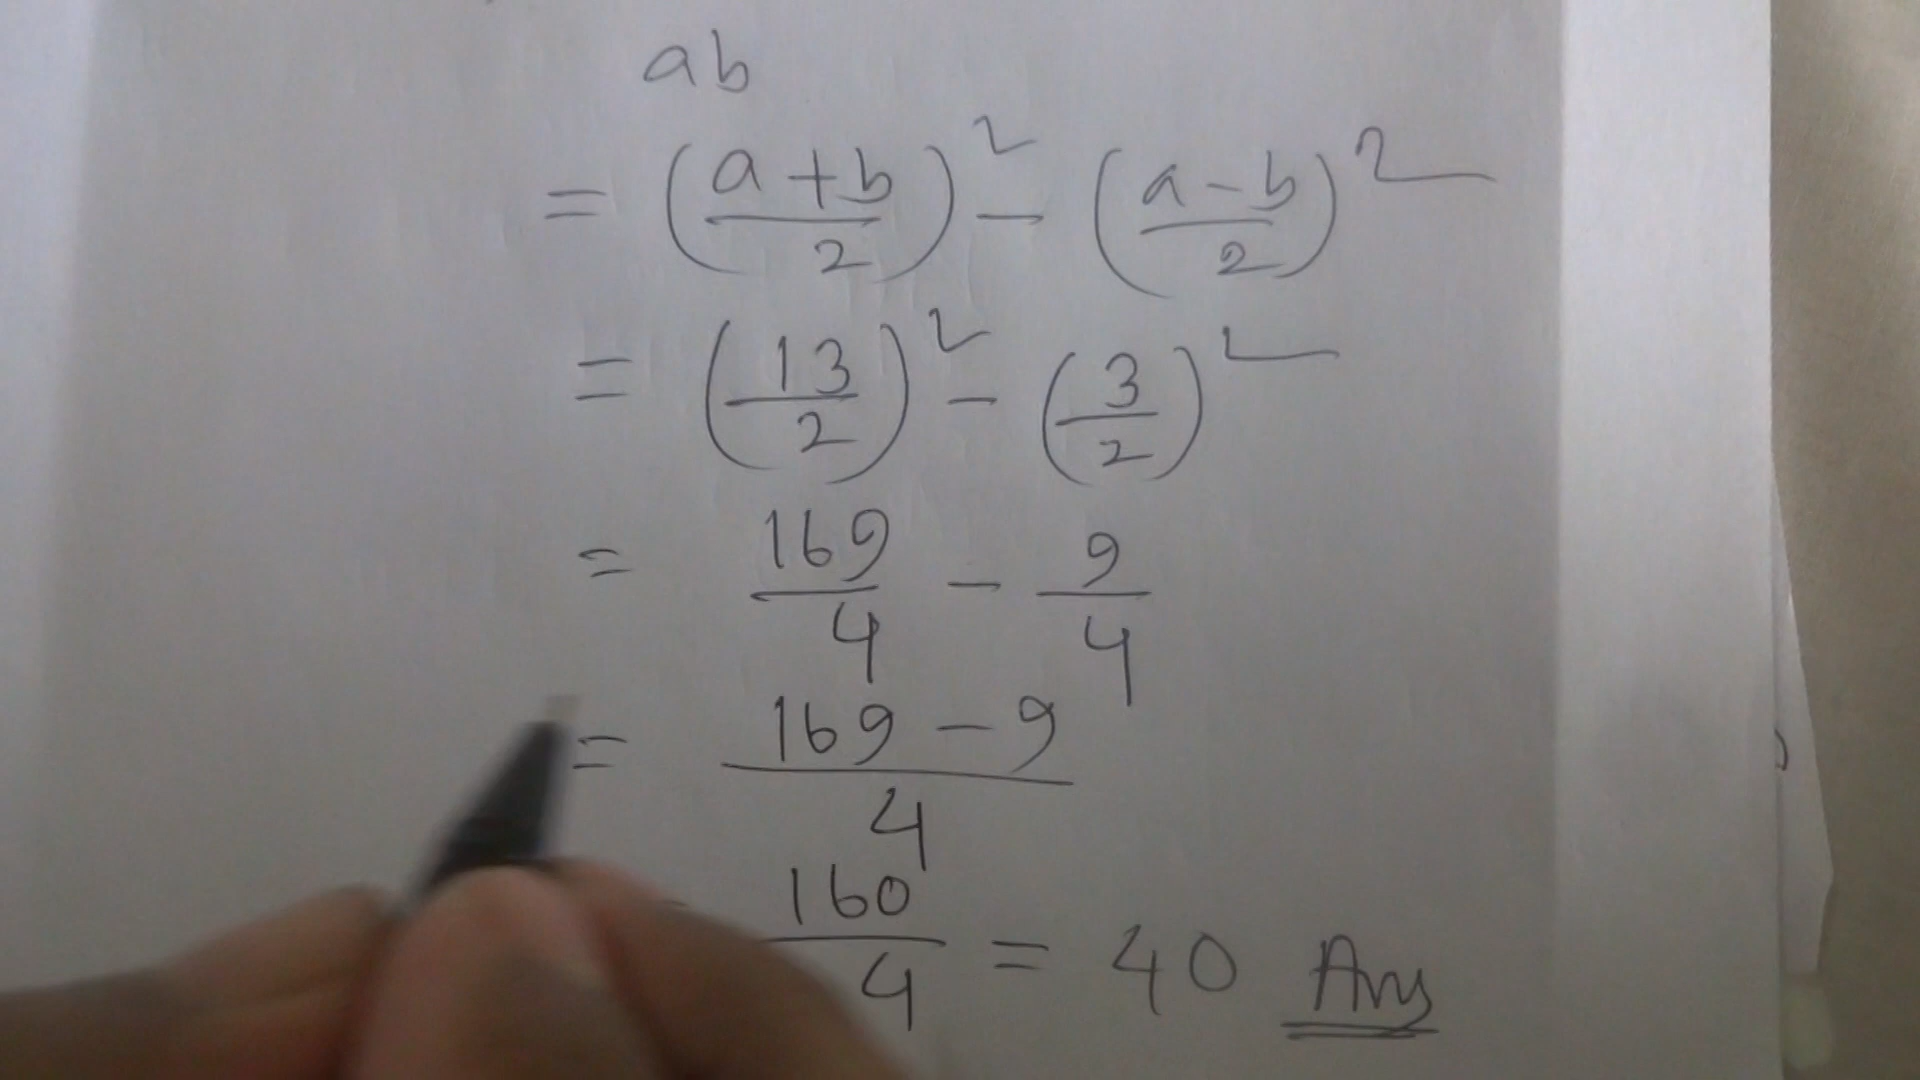 ab
= (a+b/2)² - (a-b/2)²
= (13/2)² - (3/2)²
= 169/4 - 9/4
= 169-9/4
160/4 = 40 Ans